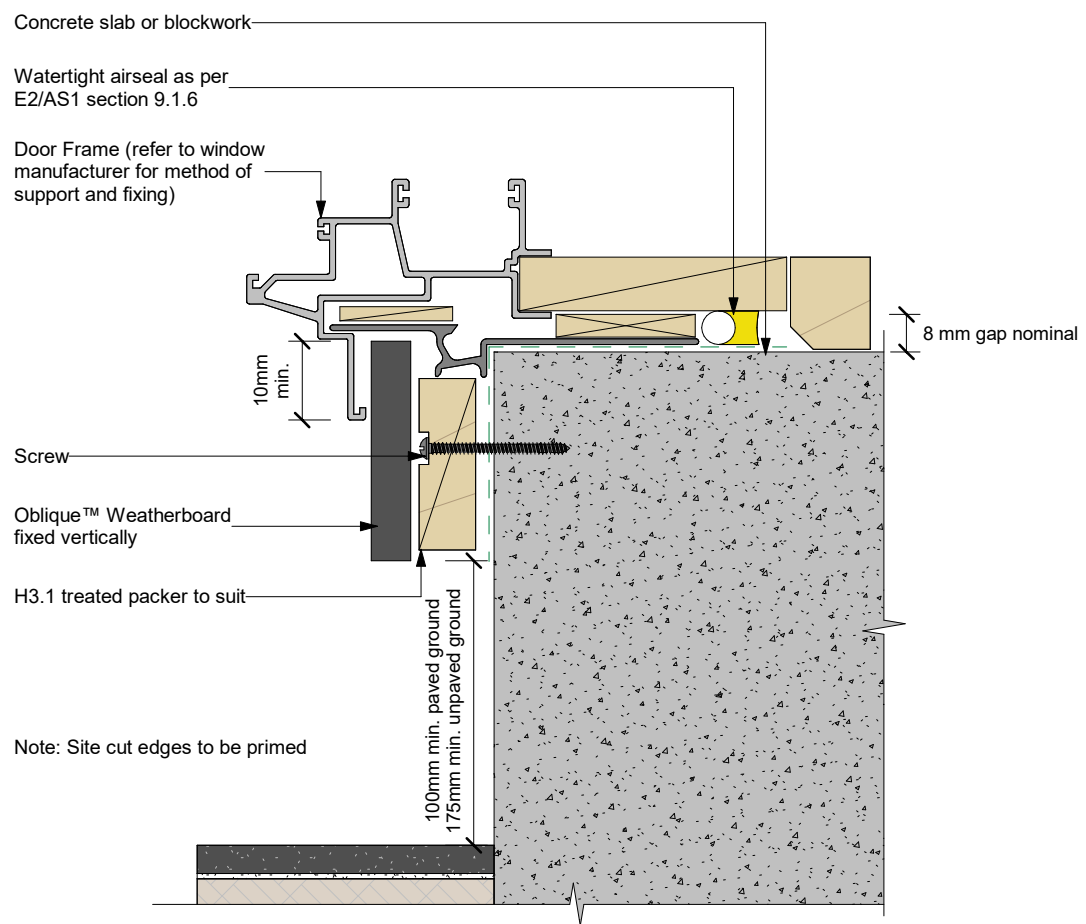 Concrete slab or blockwork
Watertight airseal as per
E2/AS1 section 9.1.6
Door Frame (refer to window
manufacturer for method of
support and fixing)
8 mm gap nominal
10mm
min.
Screw
Oblique™ Weatherboard
fixed vertically
H3.1 treated packer to suit
100mm min. paved ground
175mm min. unpaved ground
Note: Site cut edges to be primed